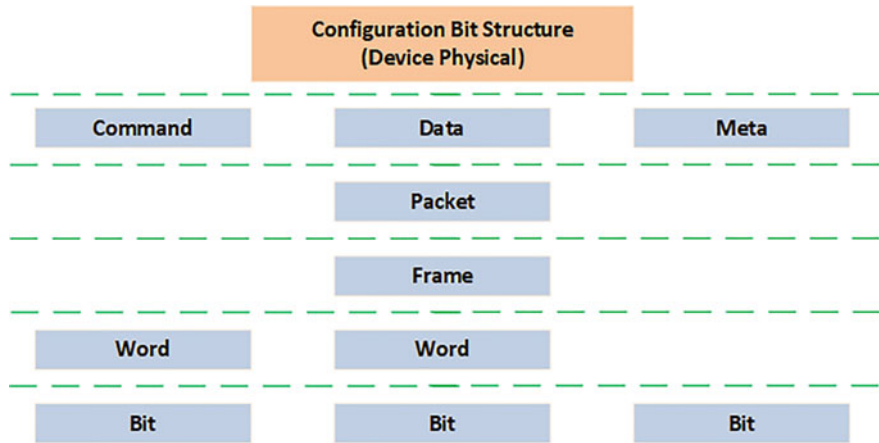 Configuration Bit Structure
(Device Physical)
Command Data Meta
Packet
Frame
Word Word
Bit Bit Bit